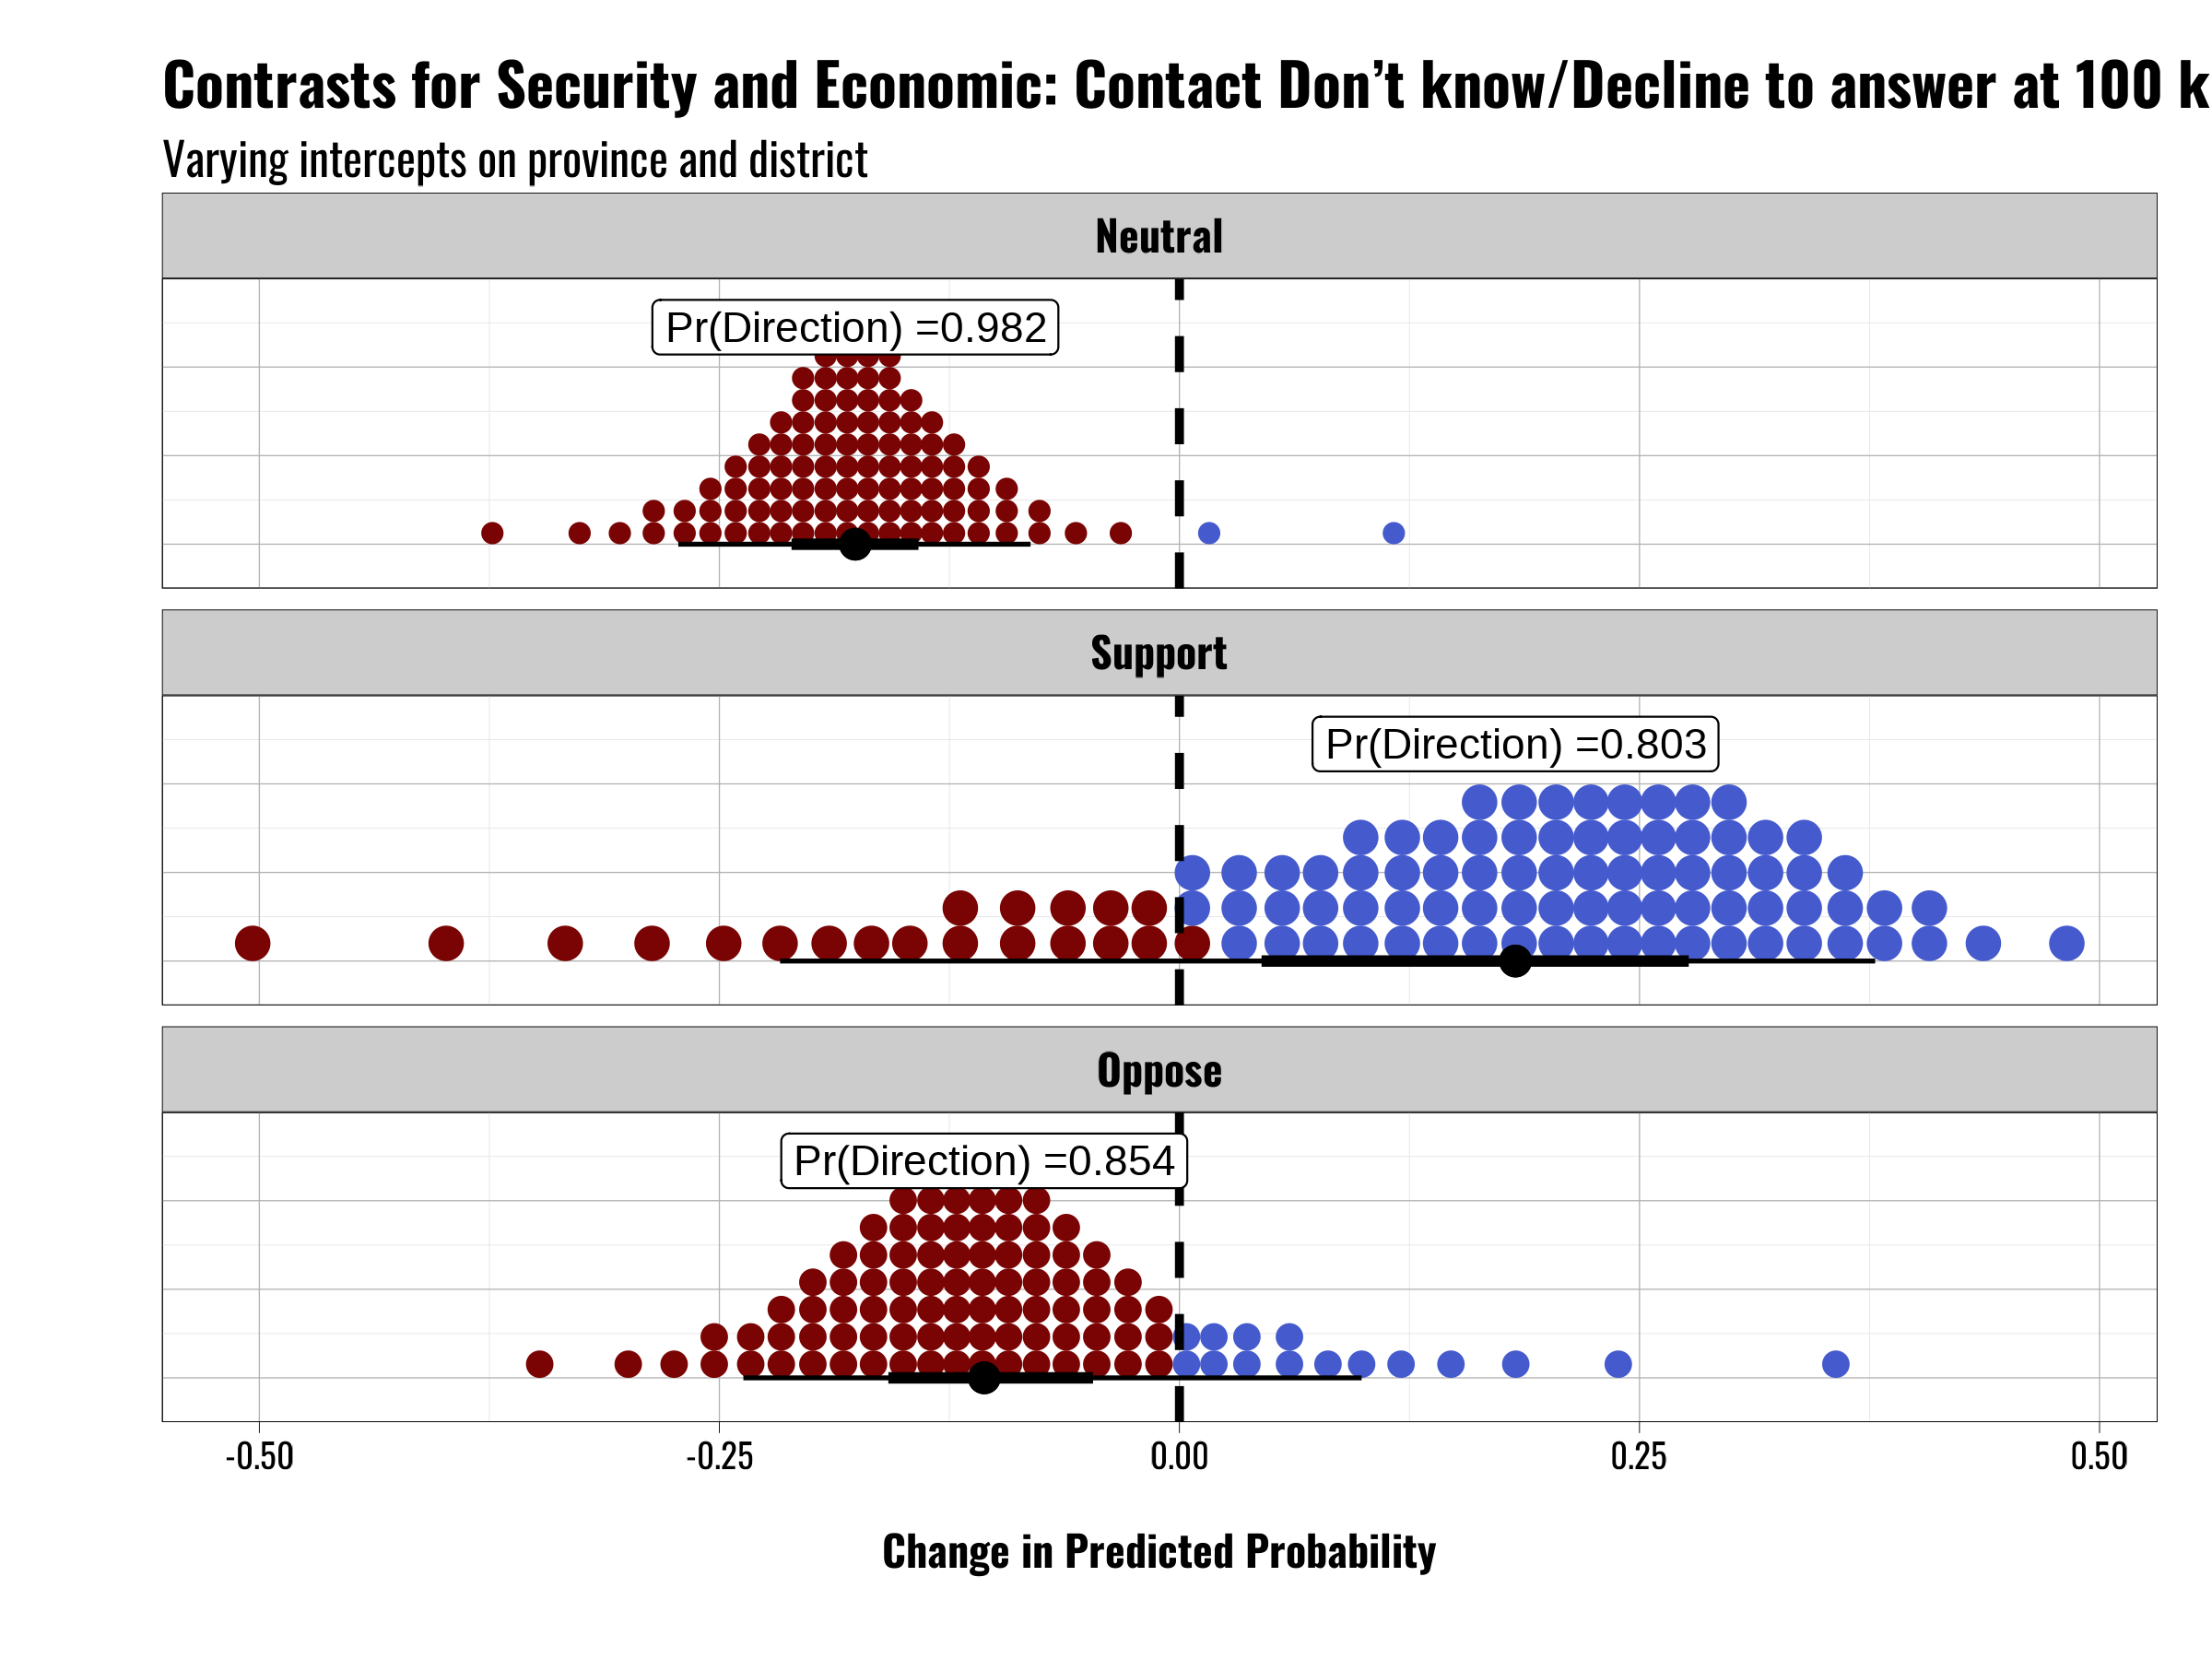 Contrasts for Security and Economic: Contact Don’t know/Decline to answer at 100 k
Varying intercepts on province and district
Neutral
Pr(Direction) =0.982
Support
Pr(Direction) =0.803
Oppose
Pr(Direction) =0.854
-0.50 -0.25 0.00 0.25 0.50
Change in Predicted Probability